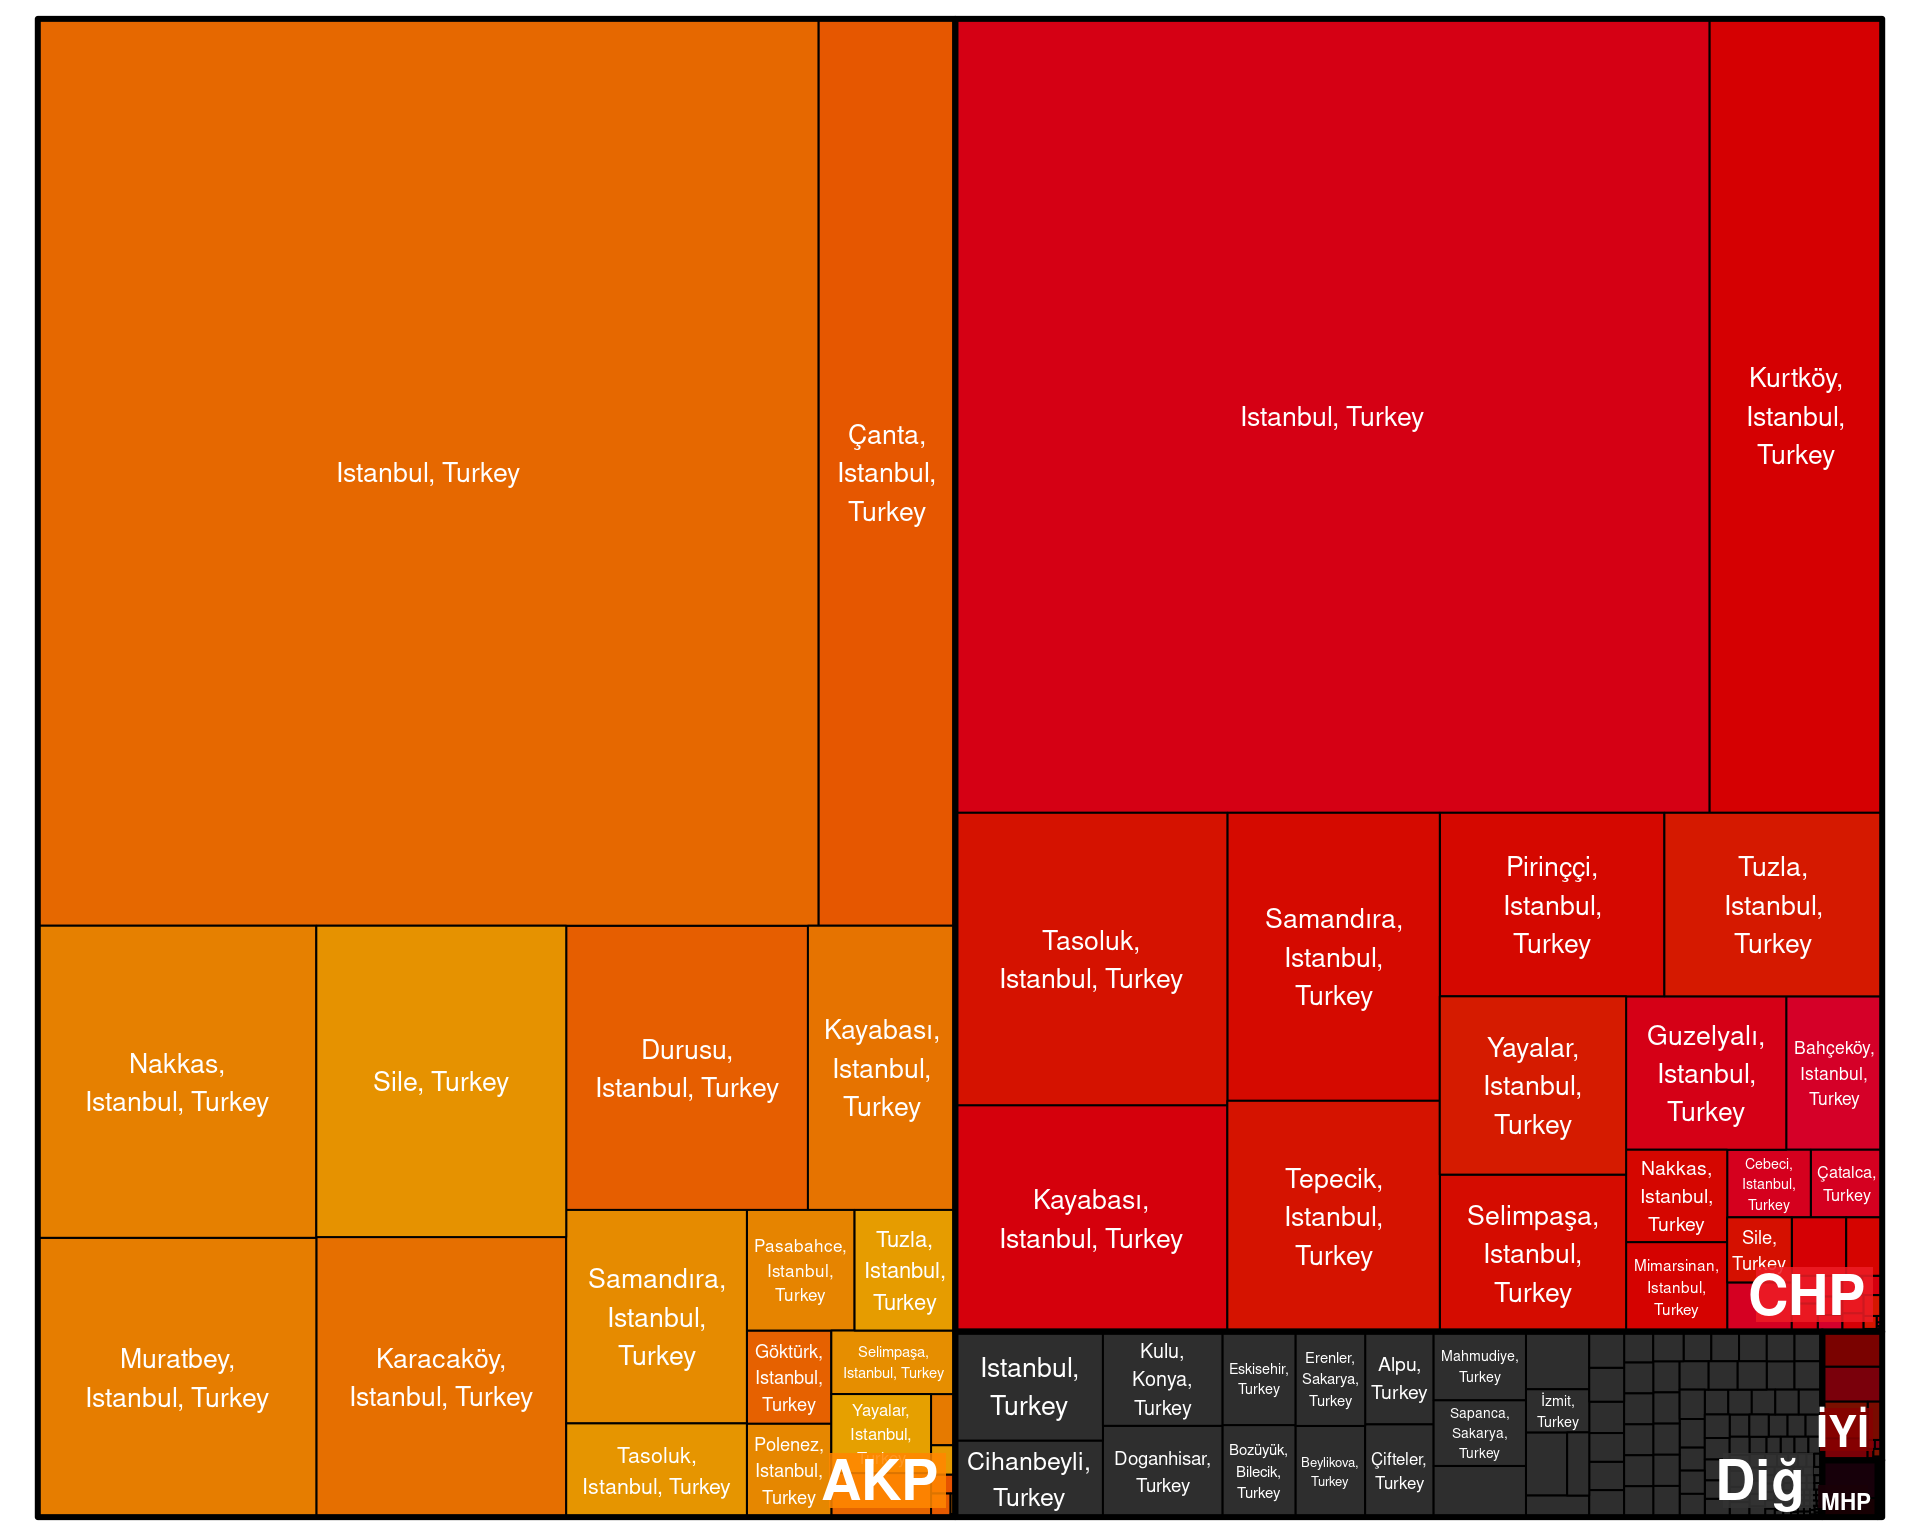 Istanbul, Turkey
Çanta,
Istanbul,
Turkey
Nakkas,
Istanbul, Turkey
Sile, Turkey
Durusu,
Istanbul, Turkey
Kayabası,
Istanbul,
Turkey
Muratbey,
Istanbul, Turkey
Karacaköy,
Istanbul, Turkey
Samandıra,
Istanbul,
Turkey
Pasabahce,
Istanbul,
Turkey
Tuzla,
Istanbul,
Turkey
Göktürk,
Istanbul,
Turkey
Selimpaşa,
Istanbul, Turkey
Tasoluk,
Istanbul, Turkey
Polenez,
Istanbul,
Turkey
Yayalar,
Istanbul,
AKP
Istanbul, Turkey
Kurtköy,
Istanbul,
Turkey
Tasoluk,
Istanbul, Turkey
Samandıra,
Istanbul,
Turkey
Pirinççi,
Istanbul,
Turkey
Tuzla,
Istanbul,
Turkey
Kayabası,
Istanbul, Turkey
Tepecik,
Istanbul,
Turkey
Yayalar,
Istanbul,
Turkey
Guzelyalı,
Istanbul,
Turkey
Bahçeköy,
Istanbul,
Turkey
Selimpaşa,
Istanbul,
Turkey
Nakkas,
Istanbul,
Turkey
Cebeci,
Istanbul,
Turkey
Çatalca,
Turkey
Mimarsinan,
Istanbul,
Turkey
Sile,
Turkey
CHP
Istanbul,
Turkey
Kulu,
Konya,
Turkey
Eskisehir,
Turkey
Erenler,
Sakarya,
Turkey
Alpu,
Turkey
Mahmudiye,
Turkey
İzmit,
Turkey
Cihanbeyli,
Turkey
Doganhisar,
Turkey
Bozüyük,
Bilecik,
Turkey
Beylikova,
Turkey
Çifteler,
Turkey
Sapanca,
Sakarya,
Turkey
Diğ
İYİ
MHP